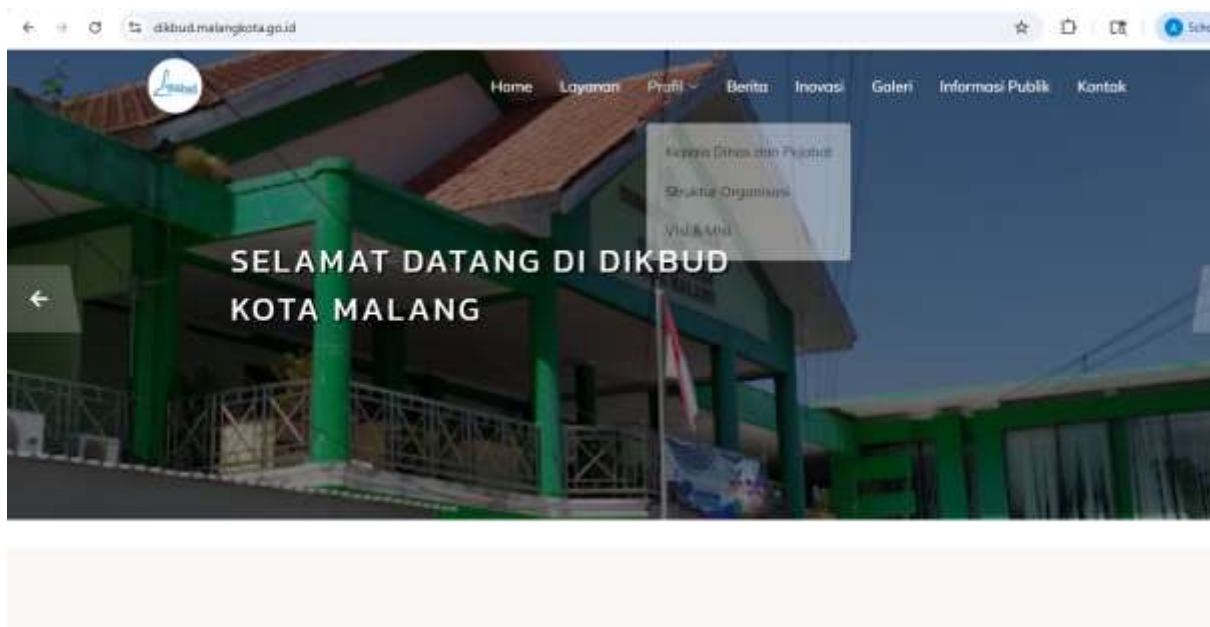 dikbud.malangkota.go.id
Home Layanan Profil Berita Inovasi Galeri Informasi Publik Kontak
Kepala Dinas dan Pejabat
Struktur Organisasi
Visi & Misi
SELAMAT DATANG DI DIKBUD
KOTA MALANG